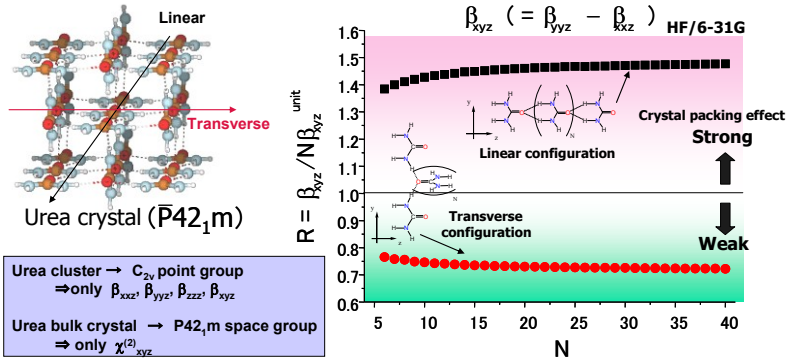 Linear
Transverse
Urea crystal (P̅42₁m)
Urea cluster → C₂ᵥ point group
⇒only βxxz, βyyz, βzzz, βxyz
Urea bulk crystal → P42₁m space group
⇒ only χ⁽²⁾xyz
βxyz ( = βyyz − βxxz )
HF/6-31G
R = βxyz/Nβxyz^unit
1.6
1.5
1.4
1.3
1.2
1.1
1.0
0.9
0.8
0.7
0.6
5 10 15 20 25 30 35 40
N
y
z
N
Linear configuration
Crystal packing effect
Strong
Weak
N
y
z
Transverse
configuration